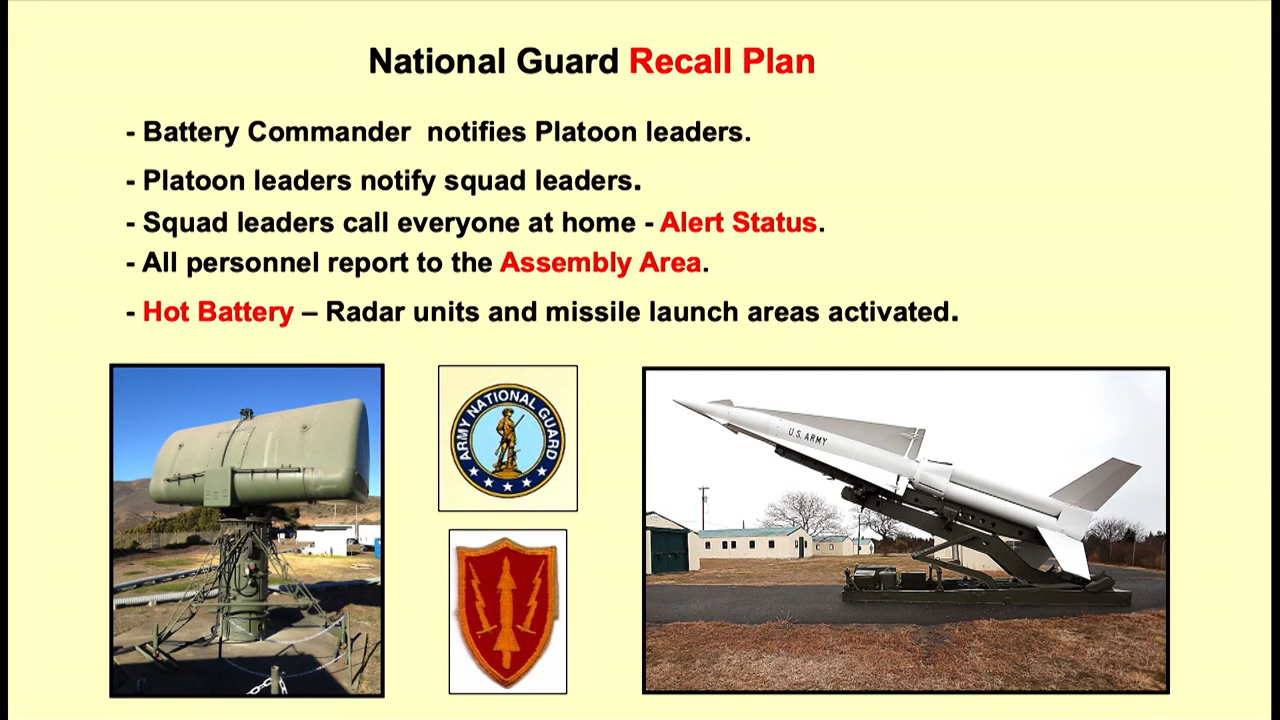 National Guard Recall Plan
- Battery Commander notifies Platoon leaders.
- Platoon leaders notify squad leaders.
- Squad leaders call everyone at home - Alert Status.
- All personnel report to the Assembly Area.
- Hot Battery – Radar units and missile launch areas activated.
ARMY NATIONAL GUARD
U.S. ARMY